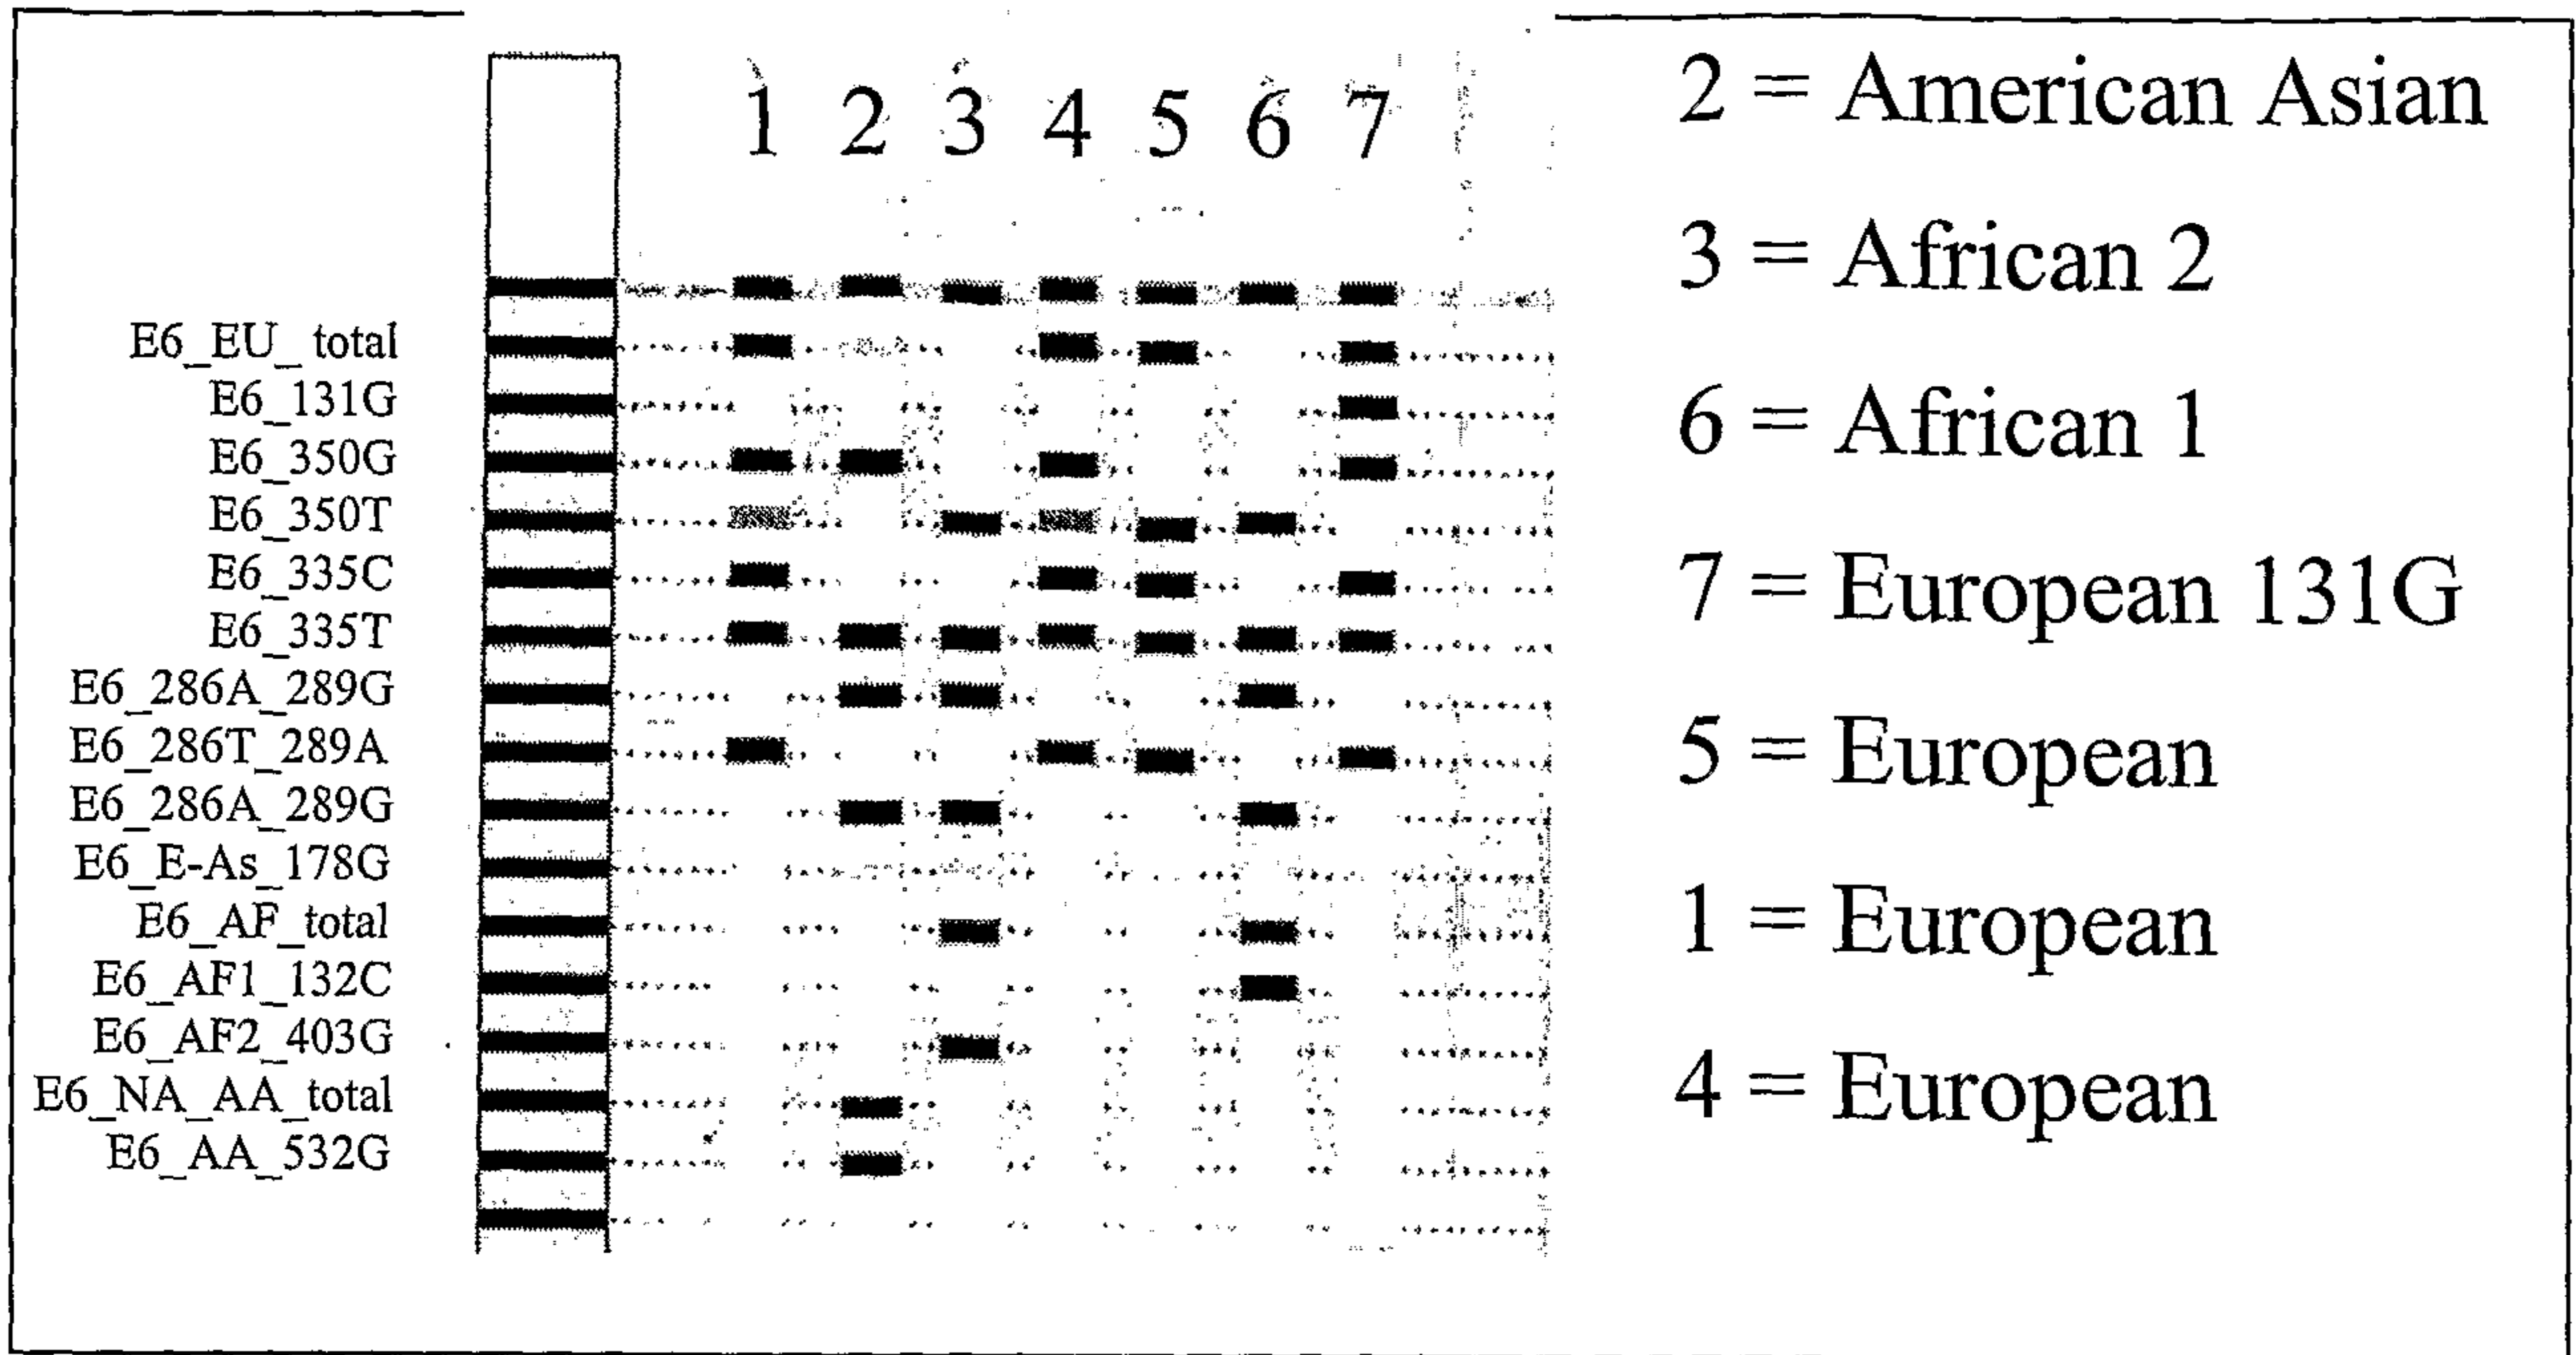 1 2 3 4 5 6 7
E6_EU_ total
E6_131G
E6_350G
E6_350T
E6_335C
E6_335T
E6_286A_289G
E6_286T_289A
E6_286A_289G
E6_E-As_178G
E6_AF_total
E6_AF1_132C
E6_AF2_403G
E6_NA_AA_total
E6_AA_532G
2 = American Asian
3 = African 2
6 = African 1
7 = European 131G
5 = European
1 = European
4 = European